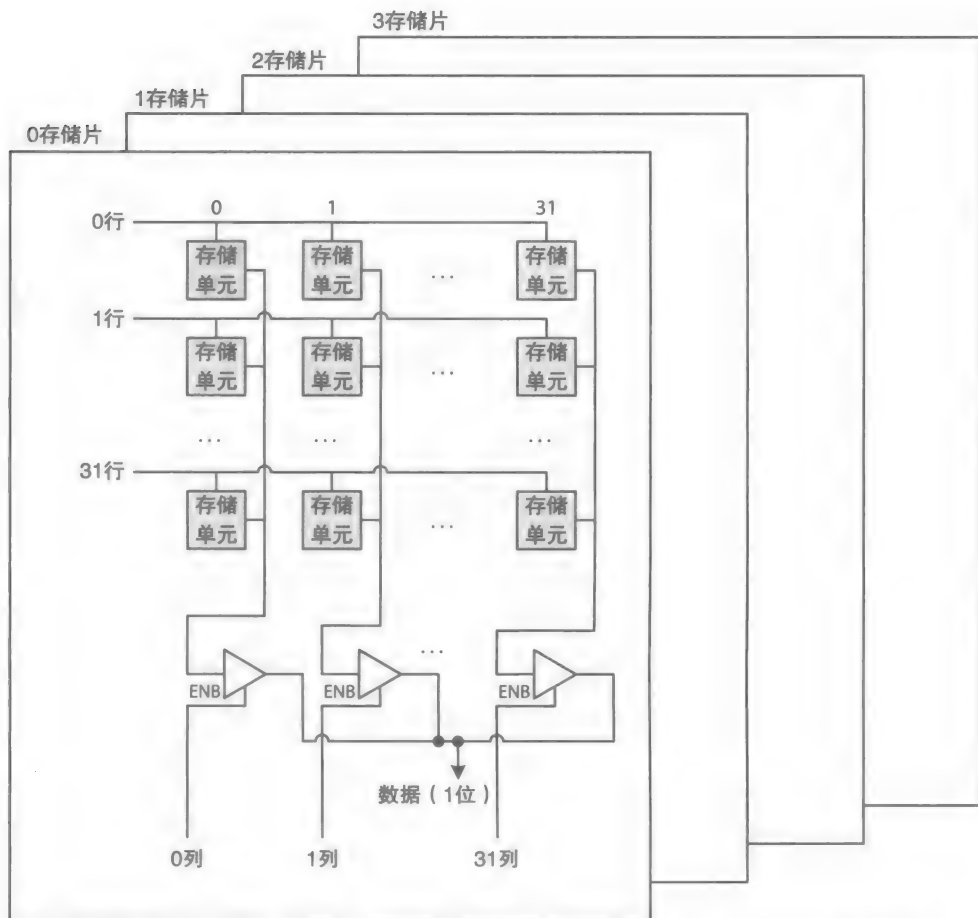 3存储片
2存储片
1存储片
0存储片
0 1 31
0行
存储单元 存储单元 ... 存储单元
1行
存储单元 存储单元 ... 存储单元
... ... ...
31行
存储单元 存储单元 ... 存储单元
...
ENB ENB ENB
数据（1位）
0列 1列 31列